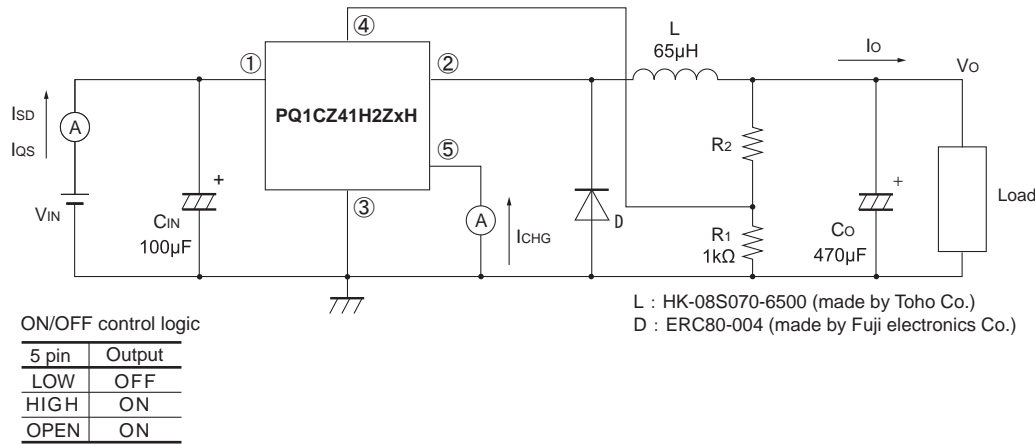 ④
L
65µH
IO
VO
①
②
PQ1CZ41H2ZxH
ISD
A
IQS
R2
⑤
+
+
Load
VIN
CIN
100µF
③
A
ICHG
D
R1
1kΩ
CO
470µF
L : HK-08S070-6500 (made by Toho Co.)
D : ERC80-004 (made by Fuji electronics Co.)
ON/OFF control logic
5 pin Output
LOW OFF
HIGH ON
OPEN ON